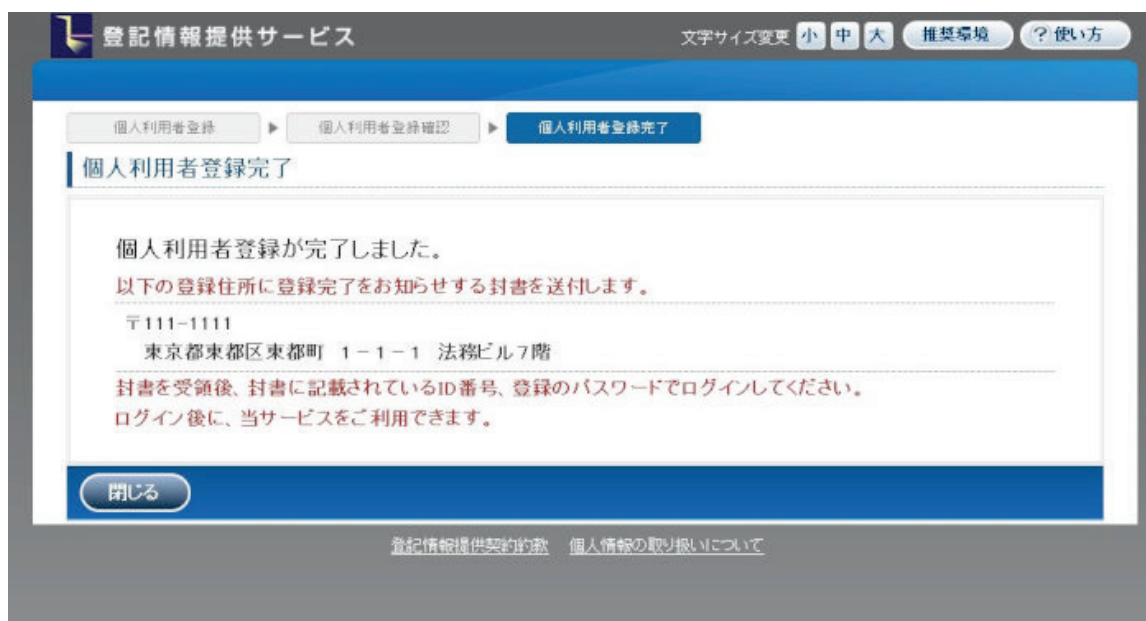 登記情報提供サービス
文字サイズ変更 小 中 大 推奨環境 ?使い方
個人利用者登録 ▶ 個人利用者登録確認 ▶ 個人利用者登録完了
個人利用者登録完了
個人利用者登録が完了しました。
以下の登録住所に登録完了をお知らせする封書を送付します。
〒111-1111
東京都東都区東都町 1-1-1 法務ビル7階
封書を受領後、封書に記載されているID番号、登録のパスワードでログインしてください。
ログイン後に、当サービスをご利用できます。
閉じる
登記情報提供契約約款 個人情報の取り扱いについて